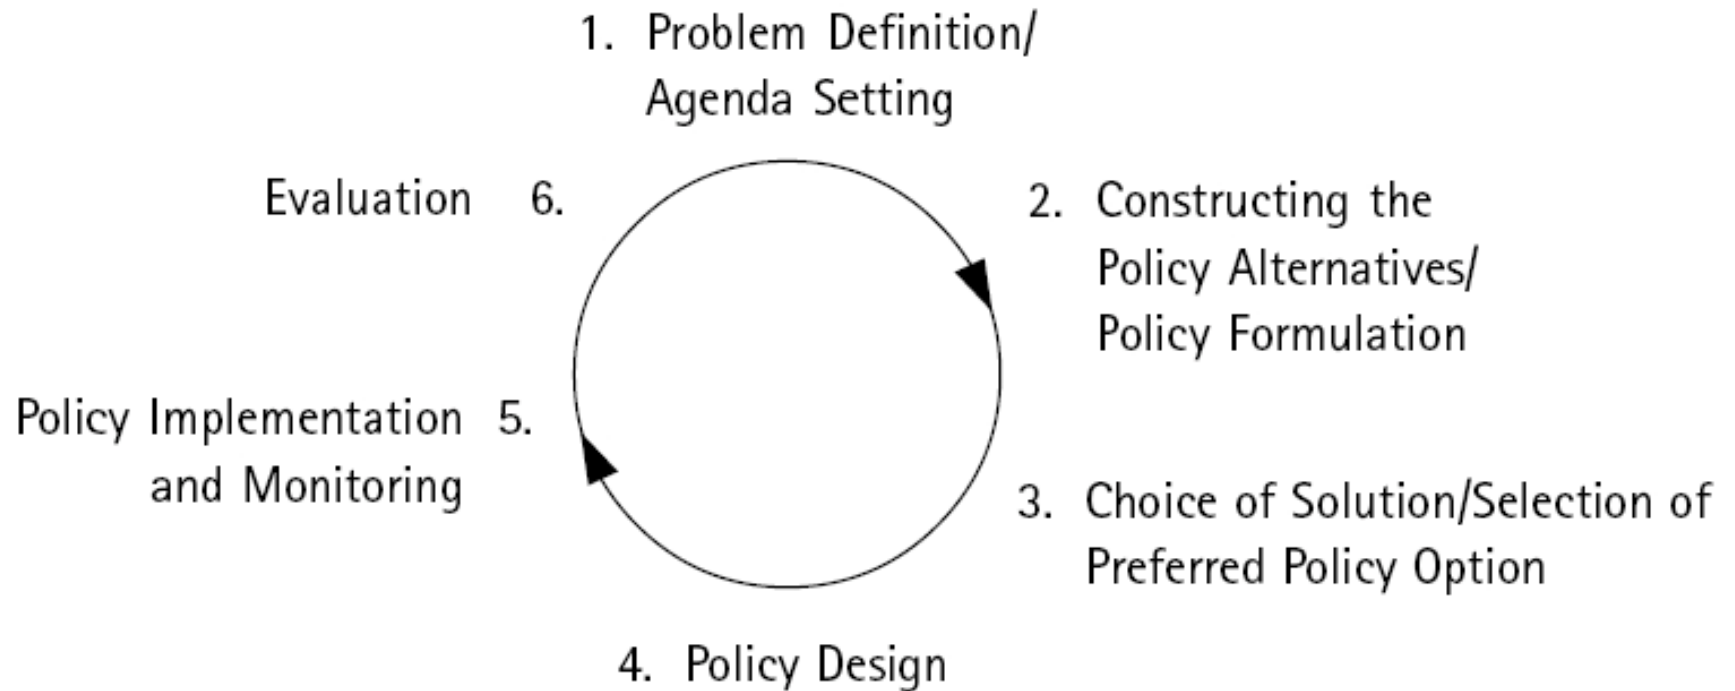 1. Problem Definition/
Agenda Setting
2. Constructing the
Policy Alternatives/
Policy Formulation
3. Choice of Solution/Selection of
Preferred Policy Option
4. Policy Design
Policy Implementation 5.
and Monitoring
Evaluation 6.